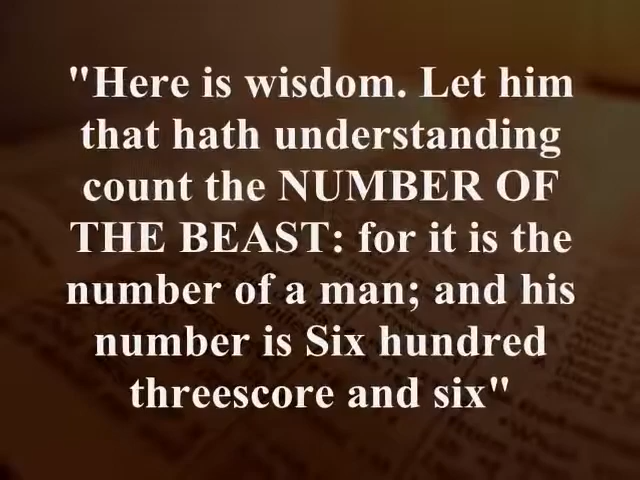 "Here is wisdom. Let him
that hath understanding
count the NUMBER OF
THE BEAST: for it is the
number of a man; and his
number is Six hundred
threescore and six"